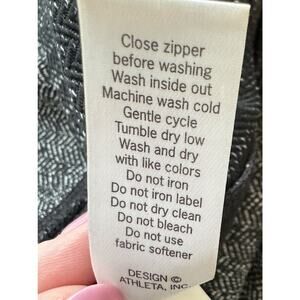 Close zipper
before washing
Wash inside out
Machine wash cold
Gentle cycle
Tumble dry low
Wash and dry
with like colors
Do not iron
Do not iron label
Do not dry clean
Do not bleach
Do not use
fabric softener
DESIGN ©
ATHLETA, INC.